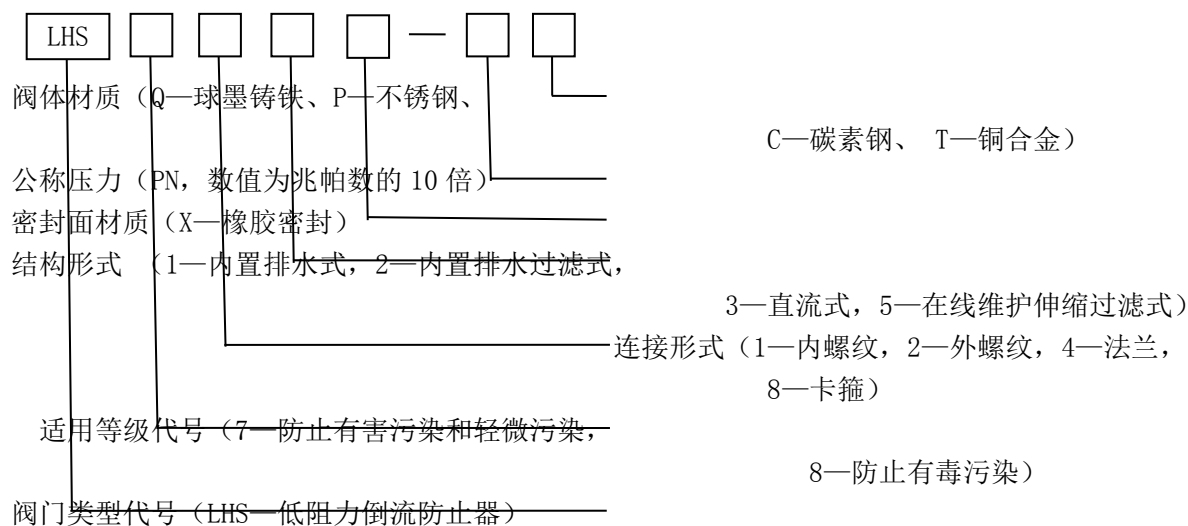 LHS
阀体材质（Q—球墨铸铁、P—不锈钢、
C—碳素钢、 T—铜合金）
公称压力（PN，数值为兆帕数的 10 倍）
密封面材质（X—橡胶密封）
结构形式 （1—内置排水式，2—内置排水过滤式，
3—直流式，5—在线维护伸缩过滤式）
连接形式（1—内螺纹，2—外螺纹，4—法兰，
8—卡箍）
适用等级代号（7—防止有害污染和轻微污染，
8—防止有毒污染）
阀门类型代号（LHS—低阻力倒流防止器）